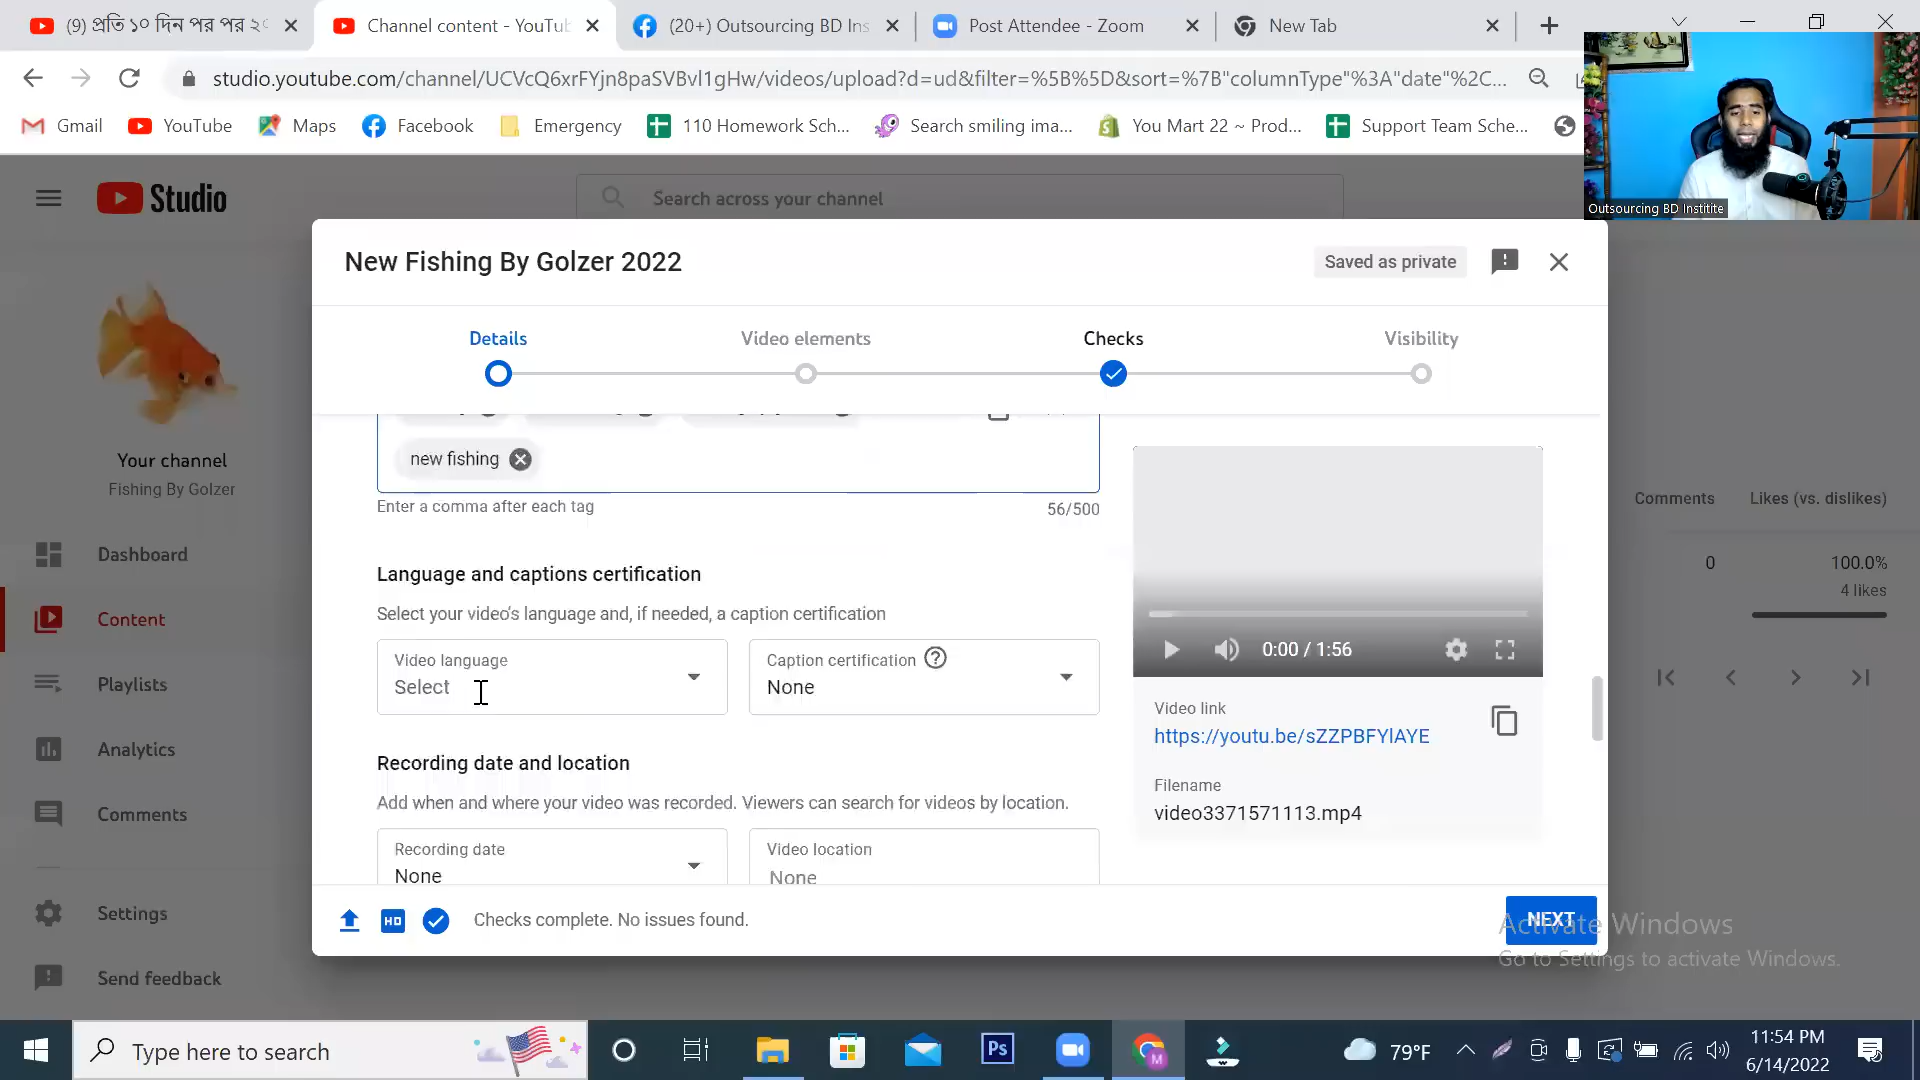 (9) প্রতি ১০ দিন পর পর ২
Channel content - YouTub
(20+) Outsourcing BD Ins
Post Attendee - Zoom
New Tab
studio.youtube.com/channel/UCVcQ6xrFYjn8paSVBvl1gHw/videos/upload?d=ud&filter=%5B%5D&sort=%7B"columnType"%3A"date"%2C...
Gmail
YouTube
Maps
Facebook
Emergency
110 Homework Sch...
Search smiling ima...
You Mart 22 ~ Prod...
Support Team Sche...
Outsourcing BD Institite
Studio
Search across your channel
New Fishing By Golzer 2022
Saved as private
Details
Video elements
Checks
Visibility
new fishing
Enter a comma after each tag
56/500
Language and captions certification
Select your video's language and, if needed, a caption certification
Video language
Select
Caption certification
None
Recording date and location
Add when and where your video was recorded. Viewers can search for videos by location.
Recording date
None
Video location
None
0:00 / 1:56
Video link
https://youtu.be/sZZPBFYlAYE
Filename
video3371571113.mp4
HD
Checks complete. No issues found.
NEXT
Your channel
Fishing By Golzer
Dashboard
Content
Playlists
Analytics
Comments
Settings
Send feedback
Comments
Likes (vs. dislikes)
0
100.0%
4 likes
Activate Windows
Go to Settings to activate Windows.
Type here to search
Ps
M
79°F
11:54 PM
6/14/2022